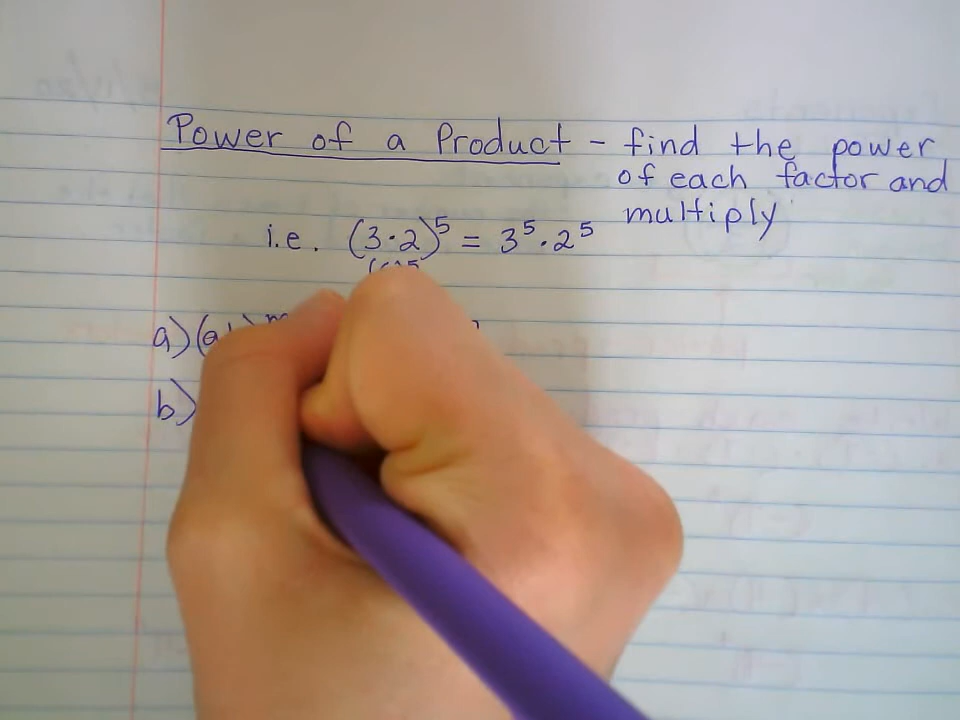 Power of a Product - find the power
of each factor and
multiply
i.e. (3·2)⁵ = 3⁵·2⁵
a)
b)